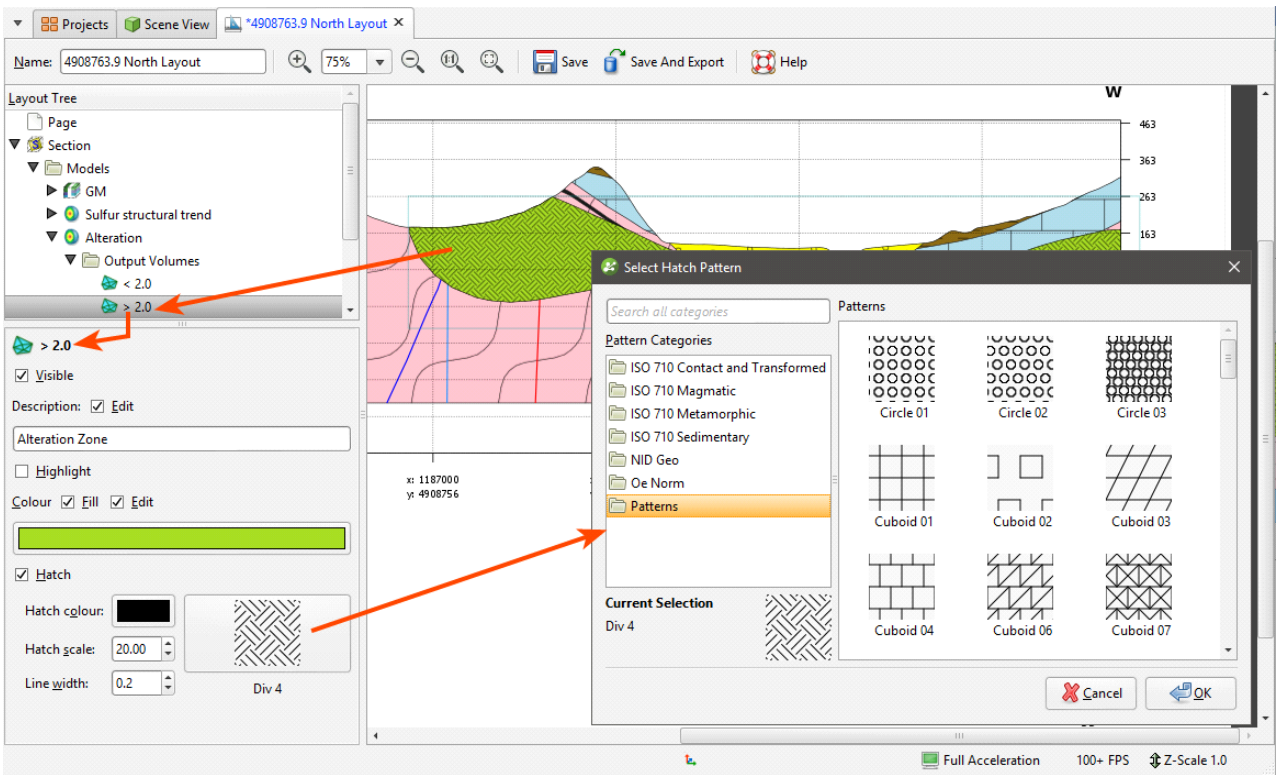 Projects
Scene View
*4908763.9 North Layout
Name:
4908763.9 North Layout
75%
Save
Save And Export
Help
Layout Tree
Page
Section
Models
GM
Sulfur structural trend
Alteration
Output Volumes
< 2.0
> 2.0
> 2.0
Visible
Description:
Edit
Alteration Zone
Highlight
Colour
Fill
Edit
Hatch
Hatch colour:
Hatch scale:
20.00
Line width:
0.2
Div 4
W
463
363
263
163
x: 1187000
y: 4908756
Select Hatch Pattern
Search all categories
Pattern Categories
ISO 710 Contact and Transformed
ISO 710 Magmatic
ISO 710 Metamorphic
ISO 710 Sedimentary
NID Geo
Oe Norm
Patterns
Current Selection
Div 4
Patterns
Circle 01
Circle 02
Circle 03
Cuboid 01
Cuboid 02
Cuboid 03
Cuboid 04
Cuboid 06
Cuboid 07
Cancel
OK
Full Acceleration
100+ FPS
Z-Scale 1.0